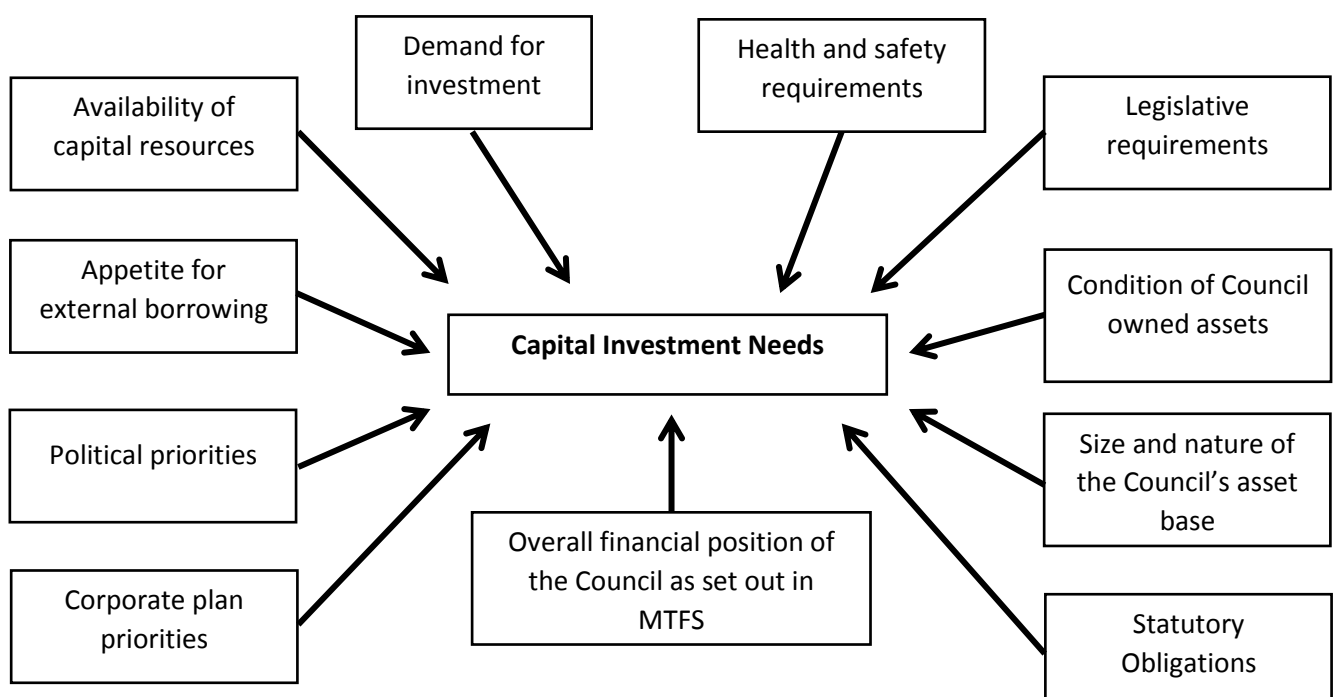 Demand for
investment
Health and safety
requirements
Availability of
capital resources
Legislative
requirements
Appetite for
external borrowing
Condition of Council
owned assets
Capital Investment Needs
Political priorities
Size and nature of
the Council’s asset
base
Overall financial position of
the Council as set out in
MTFS
Corporate plan
priorities
Statutory
Obligations